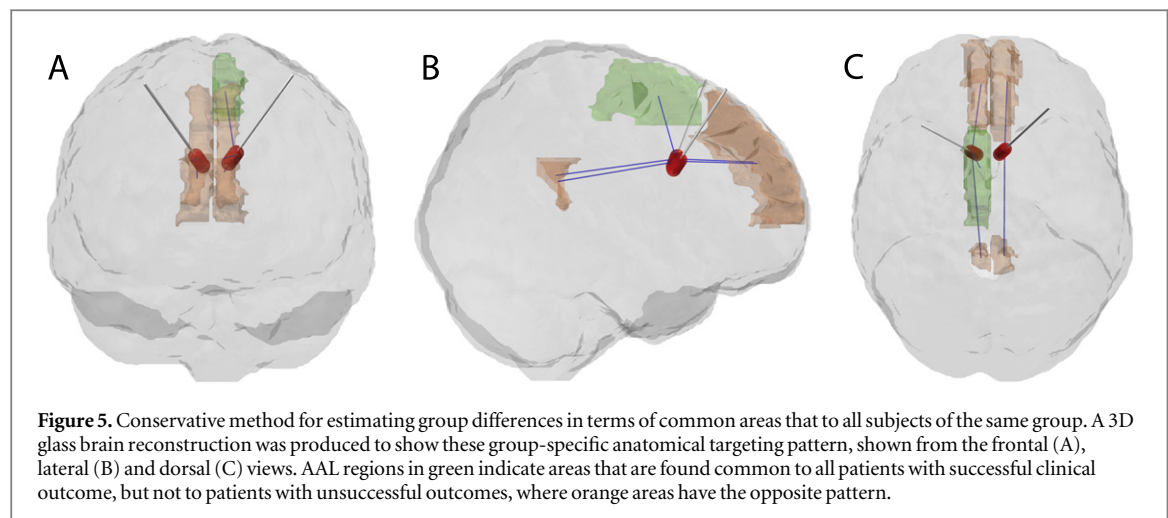 A
B
C
Figure 5. Conservative method for estimating group differences in terms of common areas that to all subjects of the same group. A 3D
glass brain reconstruction was produced to show these group-specific anatomical targeting pattern, shown from the frontal (A),
lateral (B) and dorsal (C) views. AAL regions in green indicate areas that are found common to all patients with successful clinical
outcome, but not to patients with unsuccessful outcomes, where orange areas have the opposite pattern.